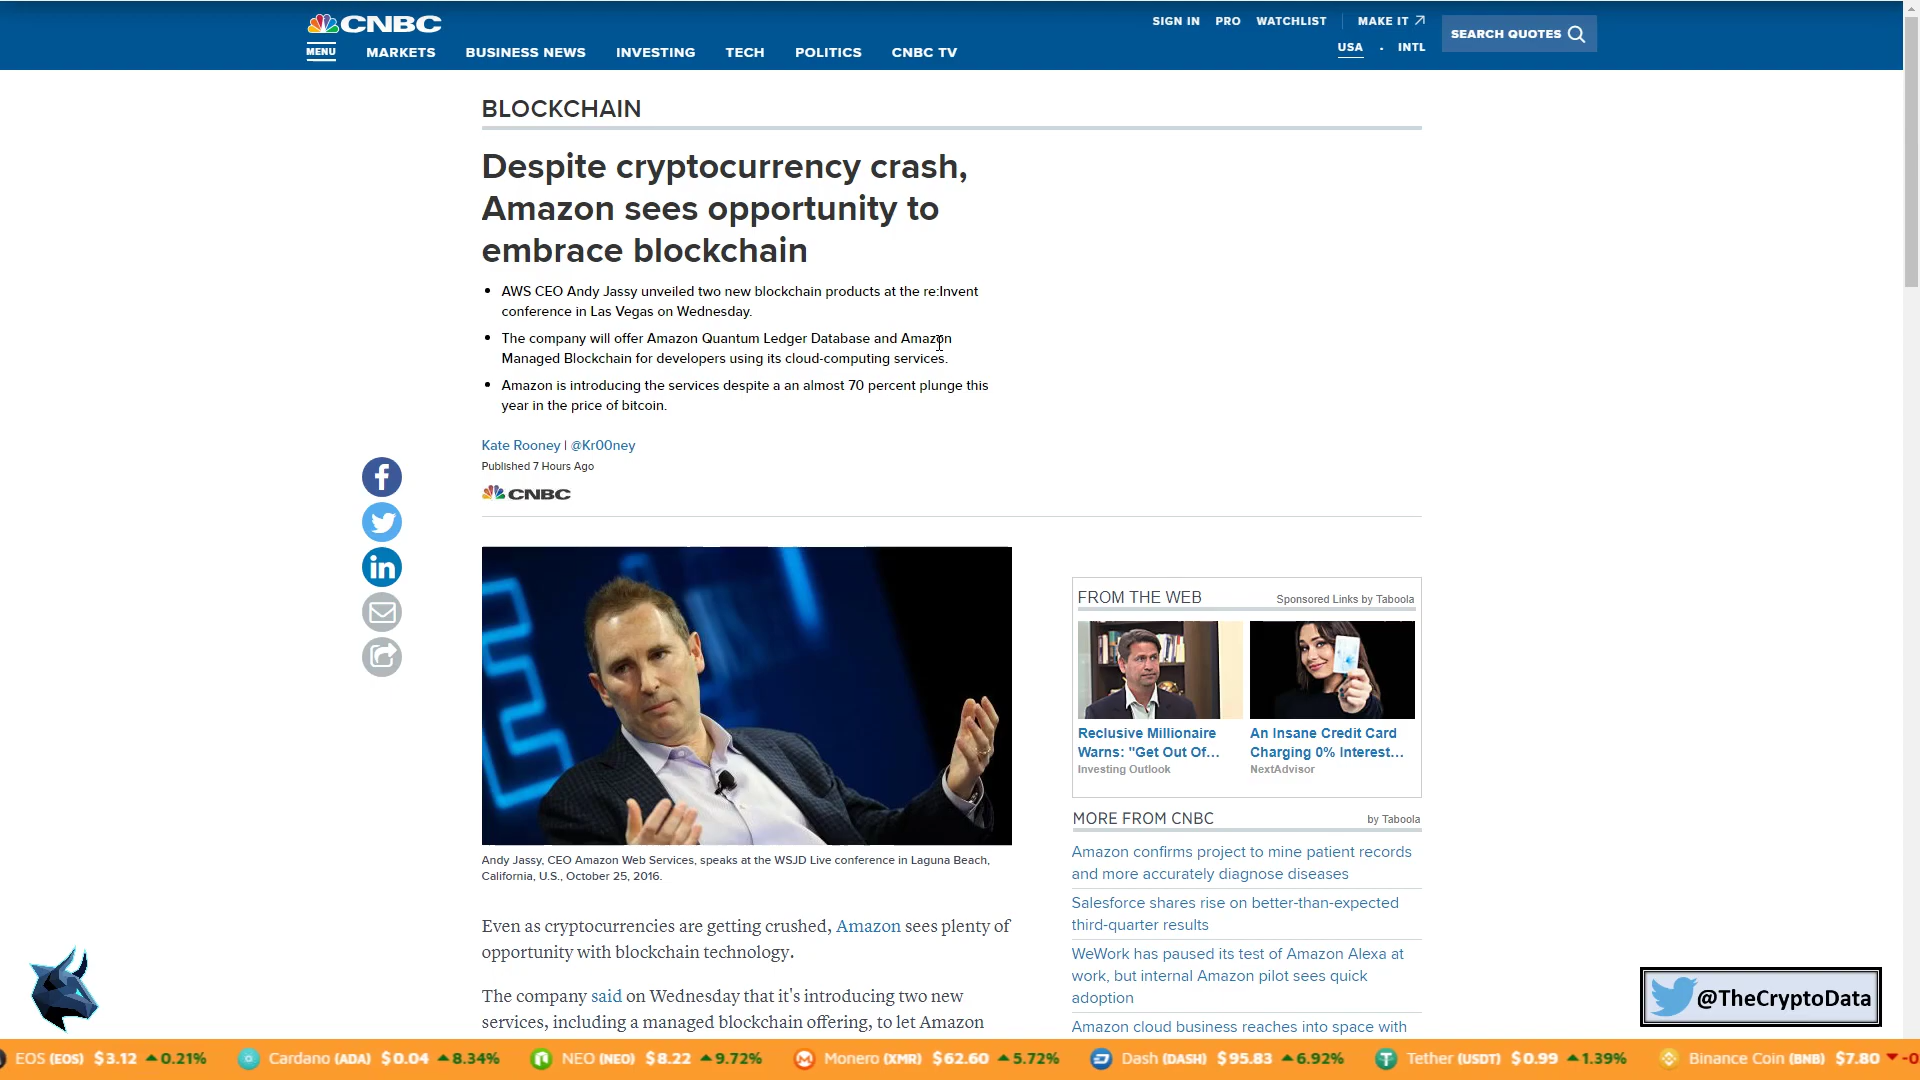 CNBC
SIGN IN PRO WATCHLIST MAKE IT
SEARCH QUOTES
USA · INTL
MENU MARKETS BUSINESS NEWS INVESTING TECH POLITICS CNBC TV
BLOCKCHAIN
Despite cryptocurrency crash,
Amazon sees opportunity to
embrace blockchain
• AWS CEO Andy Jassy unveiled two new blockchain products at the re:Invent
conference in Las Vegas on Wednesday.
• The company will offer Amazon Quantum Ledger Database and Amazon
Managed Blockchain for developers using its cloud-computing services.
• Amazon is introducing the services despite a an almost 70 percent plunge this
year in the price of bitcoin.
Kate Rooney | @Kr00ney
Published 7 Hours Ago
CNBC
Andy Jassy, CEO Amazon Web Services, speaks at the WSJD Live conference in Laguna Beach,
California, U.S., October 25, 2016.
Even as cryptocurrencies are getting crushed, Amazon sees plenty of
opportunity with blockchain technology.
The company said on Wednesday that it's introducing two new
services, including a managed blockchain offering, to let Amazon
FROM THE WEB
Sponsored Links by Taboola
Reclusive Millionaire
Warns: "Get Out Of...
Investing Outlook
An Insane Credit Card
Charging 0% Interest...
NextAdvisor
MORE FROM CNBC
by Taboola
Amazon confirms project to mine patient records
and more accurately diagnose diseases
Salesforce shares rise on better-than-expected
third-quarter results
WeWork has paused its test of Amazon Alexa at
work, but internal Amazon pilot sees quick
adoption
Amazon cloud business reaches into space with
@TheCryptoData
EOS (EOS) $3.12 ▲0.21% Cardano (ADA) $0.04 ▲8.34% NEO (NEO) $8.22 ▲9.72% Monero (XMR) $62.60 ▲5.72% Dash (DASH) $95.83 ▲6.92% Tether (USDT) $0.99 ▲1.39% Binance Coin (BNB) $7.80 ▼-0